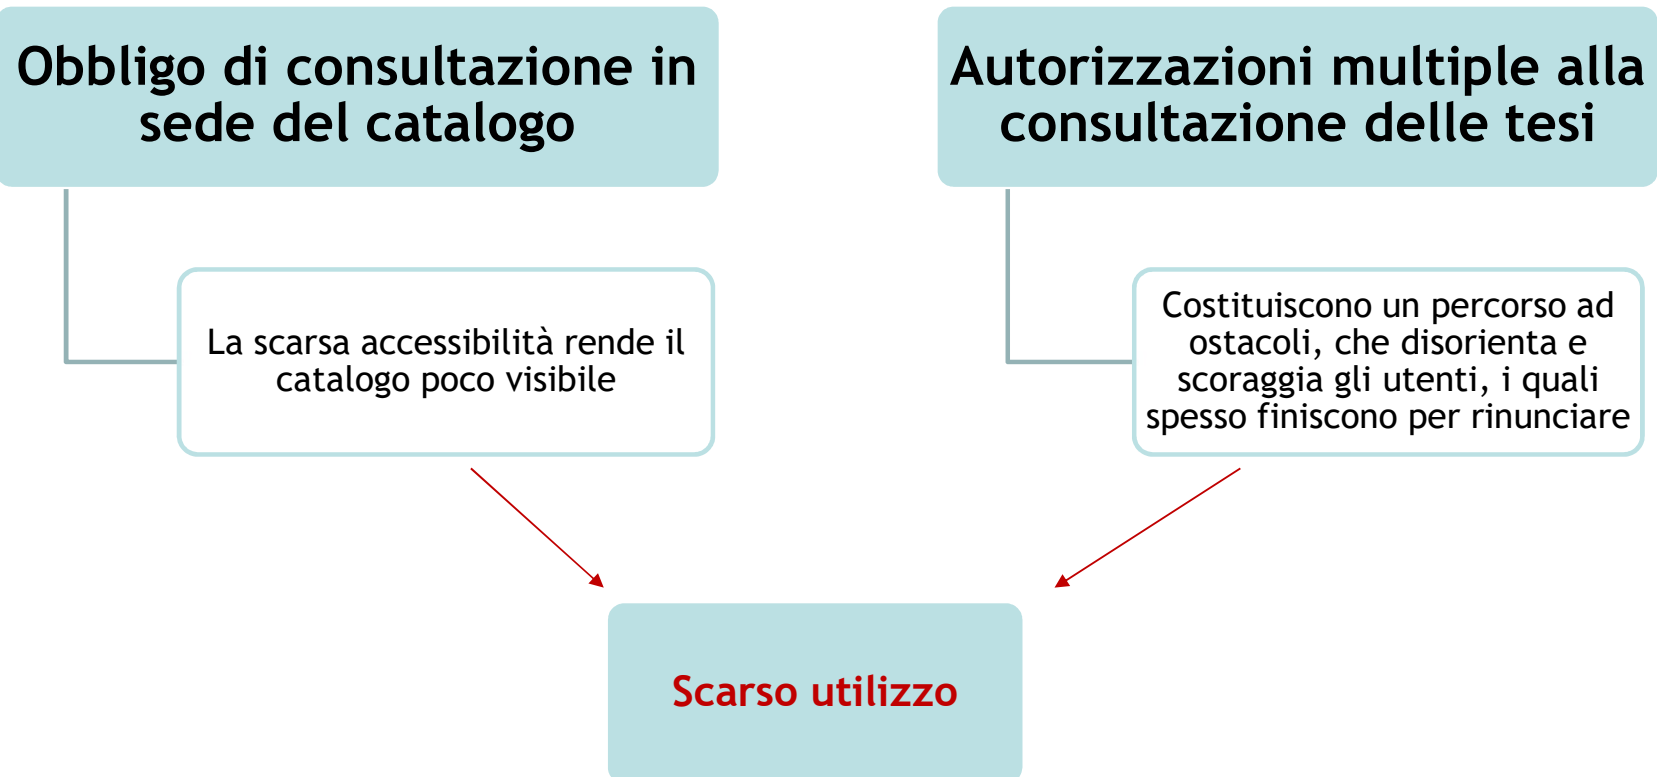 Obbligo di consultazione in
sede del catalogo
La scarsa accessibilità rende il
catalogo poco visibile
Autorizzazioni multiple alla
consultazione delle tesi
Costituiscono un percorso ad
ostacoli, che disorienta e
scoraggia gli utenti, i quali
spesso finiscono per rinunciare
Scarso utilizzo